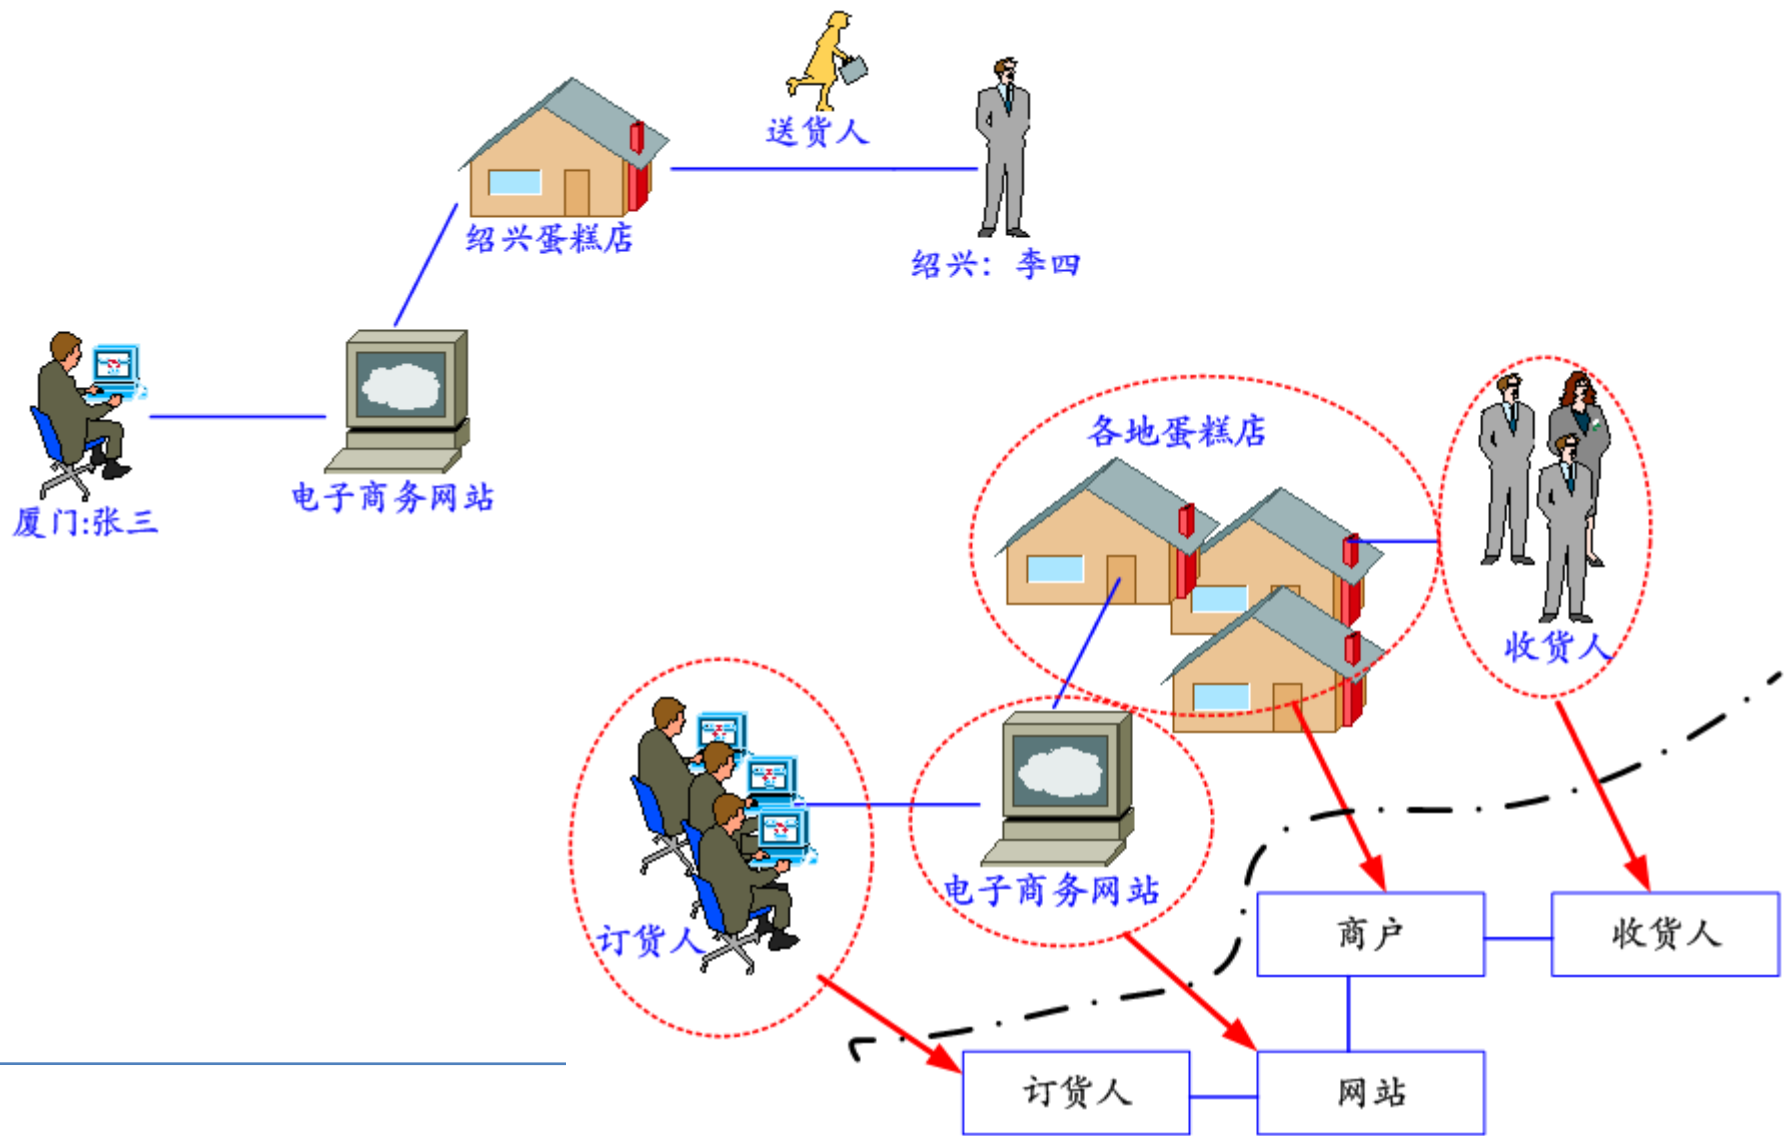 送货人
绍兴蛋糕店
绍兴：李四
电子商务网站
厦门:张三
各地蛋糕店
收货人
电子商务网站
订货人
商户
收货人
订货人
网站